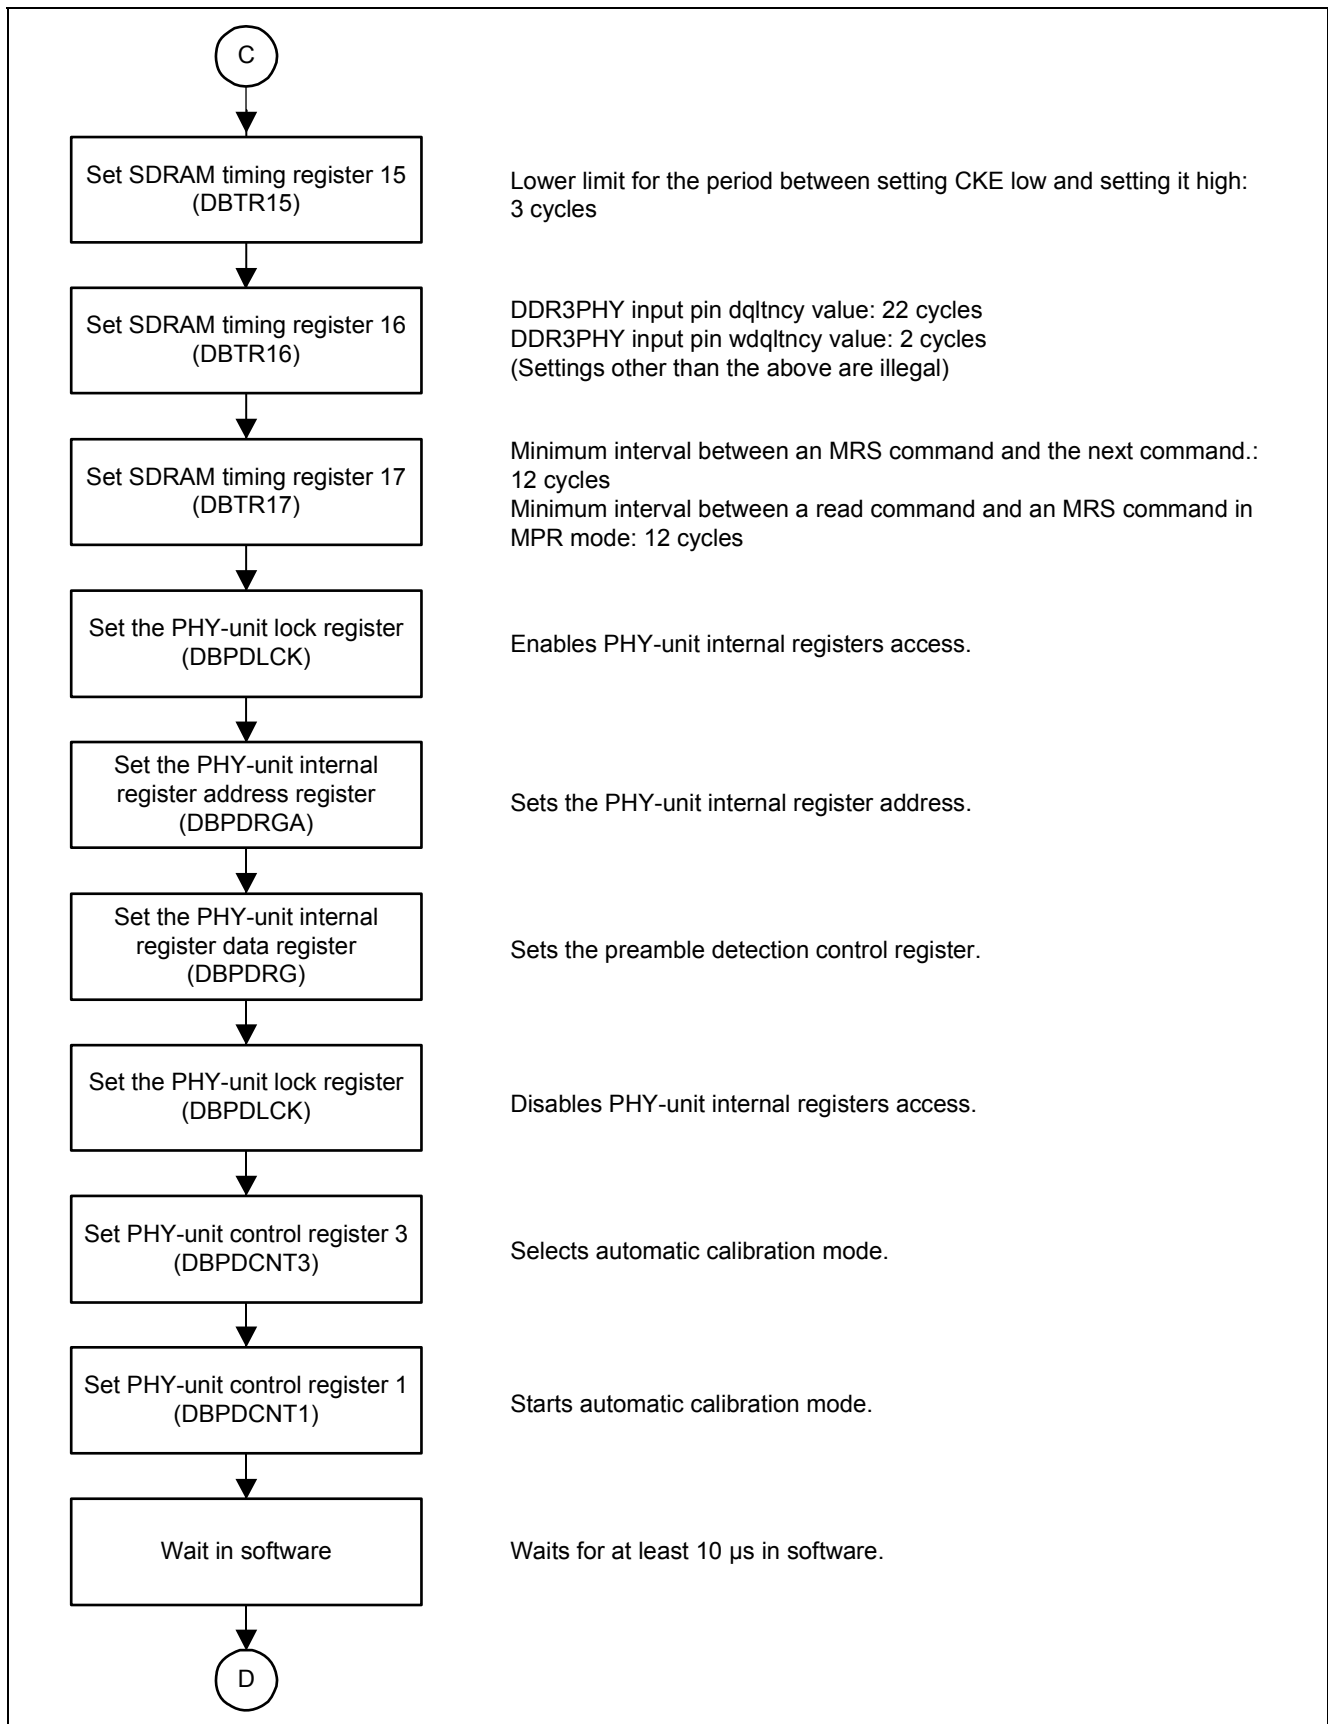 C
Set SDRAM timing register 15
(DBTR15)
Lower limit for the period between setting CKE low and setting it high:
3 cycles
Set SDRAM timing register 16
(DBTR16)
DDR3PHY input pin dqltncy value: 22 cycles
DDR3PHY input pin wdqltncy value: 2 cycles
(Settings other than the above are illegal)
Set SDRAM timing register 17
(DBTR17)
Minimum interval between an MRS command and the next command.:
12 cycles
Minimum interval between a read command and an MRS command in
MPR mode: 12 cycles
Set the PHY-unit lock register
(DBPDLCK)
Enables PHY-unit internal registers access.
Set the PHY-unit internal
register address register
(DBPDRGA)
Sets the PHY-unit internal register address.
Set the PHY-unit internal
register data register
(DBPDRG)
Sets the preamble detection control register.
Set the PHY-unit lock register
(DBPDLCK)
Disables PHY-unit internal registers access.
Set PHY-unit control register 3
(DBPDCNT3)
Selects automatic calibration mode.
Set PHY-unit control register 1
(DBPDCNT1)
Starts automatic calibration mode.
Wait in software
Waits for at least 10 µs in software.
D